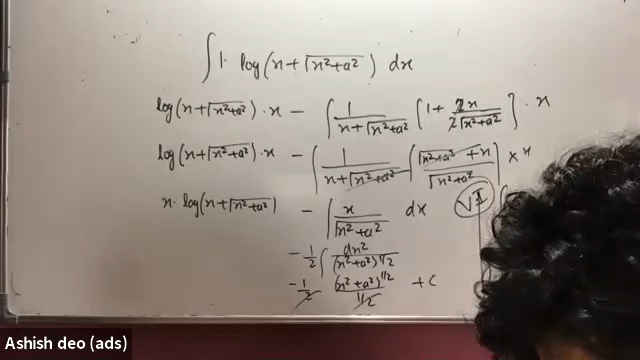 ∫ 1. log(x + √x²+a²) dx
log(x + √x²+a²) . x − ∫ 1/(x + √x²+a²) [1 + 2x/(2√x²+a²)] . x
log(x + √x²+a²) . x − ∫ 1/(x + √x²+a²) [(√x²+a² + x)/√x²+a²] × x
x. log(x + √x²+a²) − ∫ x/√x²+a² dx
− 1/2 ∫ dx²/(x²+a²)^1/2
− 1/2 (x²+a²)^1/2 / 1/2 + c
Ashish deo (ads)